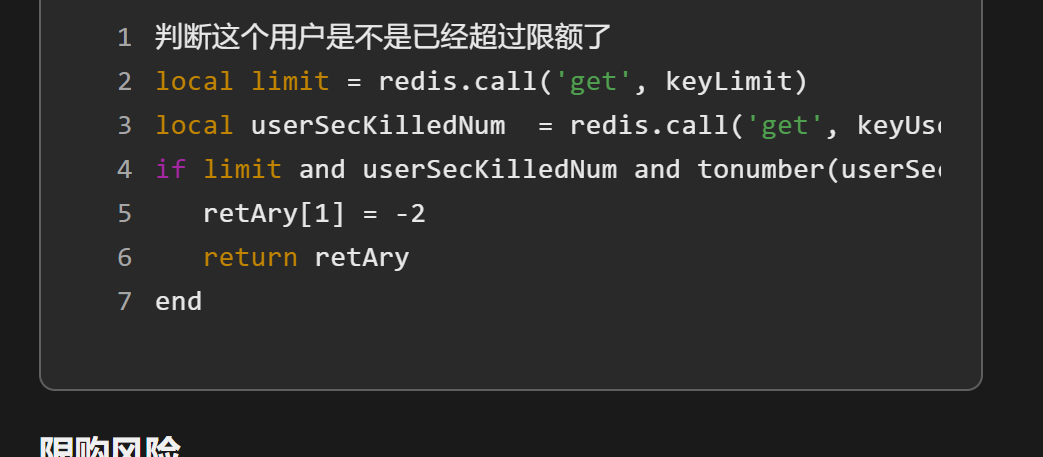 1 判断这个用户是不是已经超过限额了
2 local limit = redis.call('get', keyLimit)
3 local userSecKilledNum  = redis.call('get', keyUs
4 if limit and userSecKilledNum and tonumber(userSe
5    retAry[1] = -2
6    return retAry
7 end
限购风险